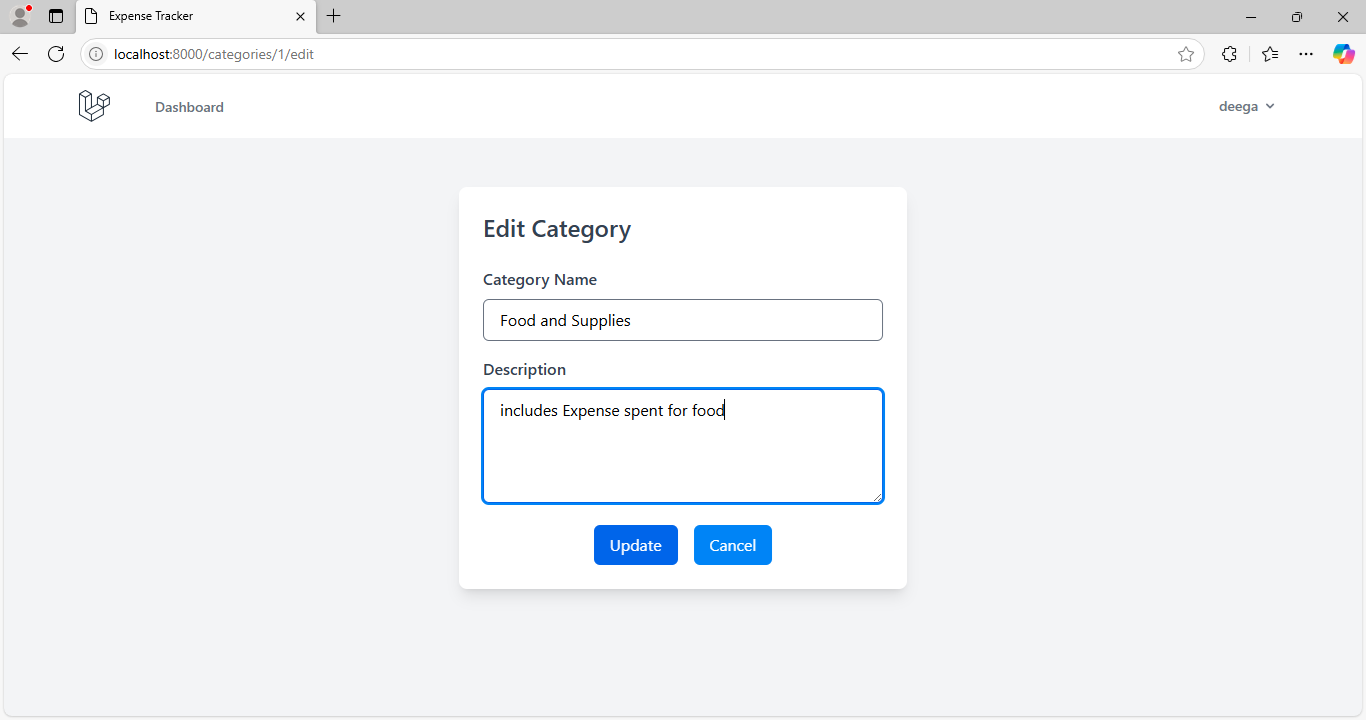 Expense Tracker
localhost:8000/categories/1/edit
Dashboard
deega
Edit Category
Category Name
Food and Supplies
Description
includes Expense spent for food
Update Cancel